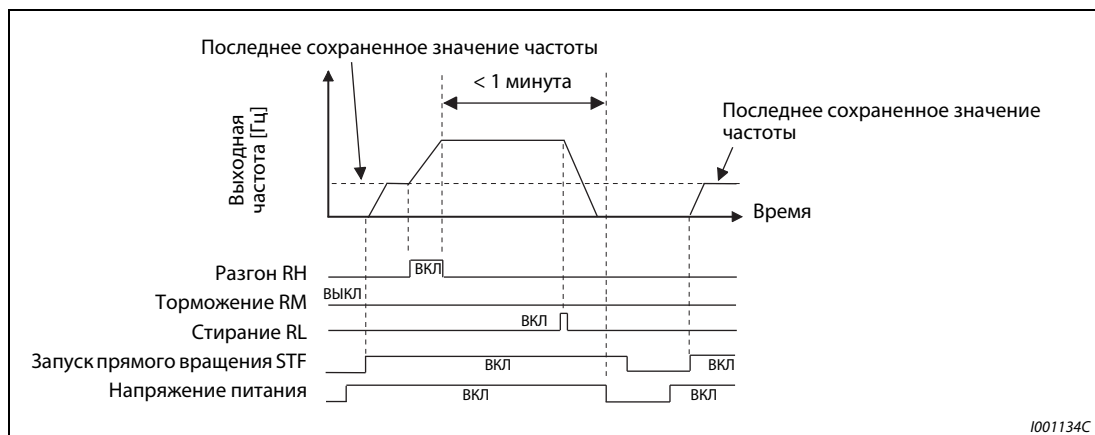 Последнее сохраненное значение частоты
< 1 минута
Последнее сохраненное значение
частоты
Выходная
частота [Гц]
Время
Разгон RH
ВКЛ
Торможение RM
ВЫКЛ
Стирание RL
ВКЛ
Запуск прямого вращения STF
ВКЛ
ВКЛ
Напряжение питания
ВКЛ
ВКЛ
I001134C